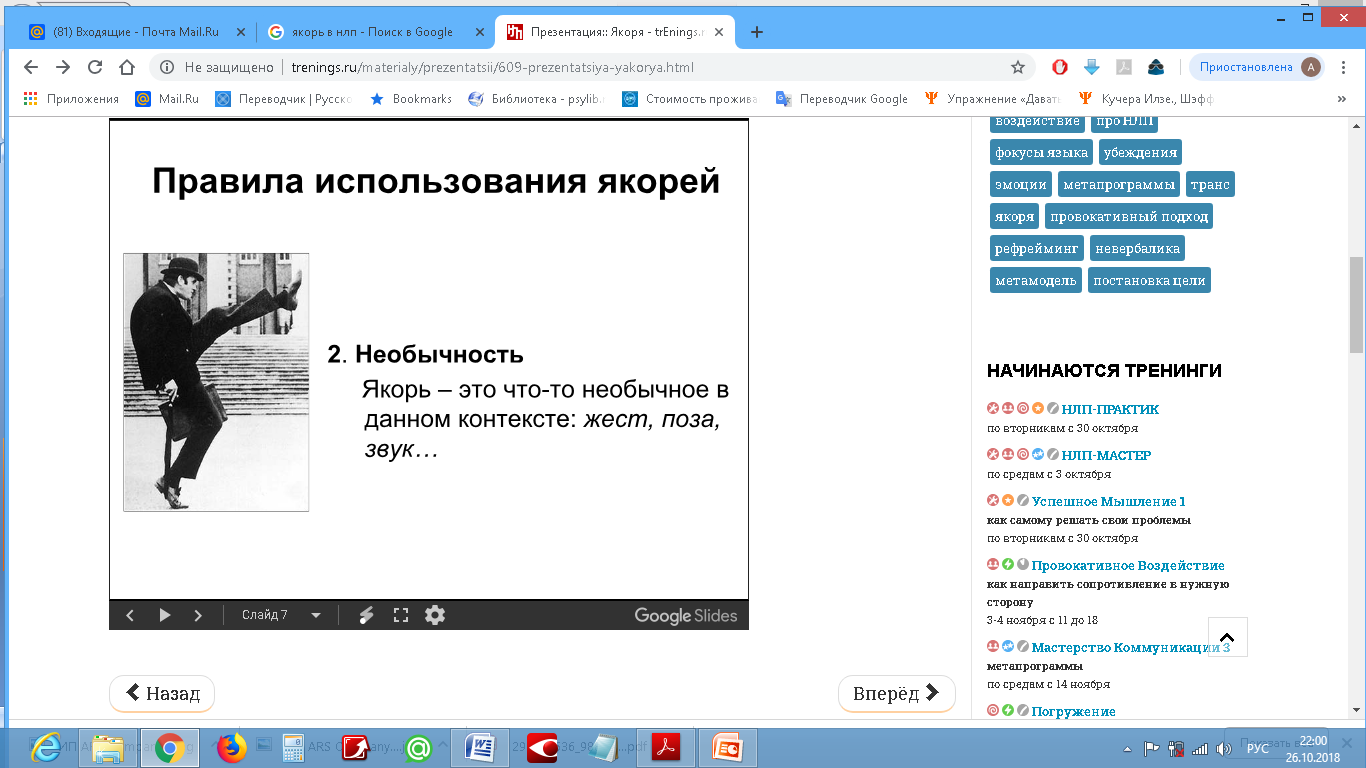 (81) Входящие - Почта Mail.Ru
якорь в нлп - Поиск в Google
Презентация:: Якоря - trEnings.r
Не защищено
trenings.ru/materialy/prezentatsii/609-prezentatsiya-yakorya.html
Приостановлена
А
Приложения
Mail.Ru
Переводчик | Русско
Bookmarks
Библиотека - psylib.
Стоимость прожива
Переводчик Google
Упражнение «Давать
Кучера Илзе., Шэфф
»
Правила использования якорей
2. Необычность
Якорь – это что-то необычное в
данном контексте: жест, поза,
звук…
Слайд 7
Google Slides
Назад
Вперёд
воздействие про НЛП
фокусы языка убеждения
эмоции метапрограммы транс
якоря провокативный подход
рефрейминг невербалика
метамодель постановка цели
НАЧИНАЮТСЯ ТРЕНИНГИ
НЛП-ПРАКТИК
по вторникам с 30 октября
НЛП-МАСТЕР
по средам с 3 октября
Успешное Мышление 1
как самому решать свои проблемы
по вторникам с 30 октября
Провокативное Воздействие
как направить сопротивление в нужную
сторону
3-4 ноября с 11 до 18
Мастерство Коммуникации 3
метапрограммы
по средам с 14 ноября
Погружение
РУС
22:00
26.10.2018